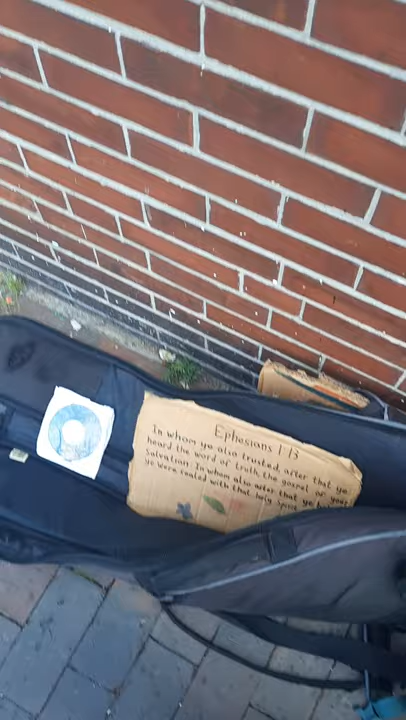 Ephesians 1 13
In whom ye also trusted, after that ye
heard the word of truth, the gospel of your
Salvation. In whom also after that ye
ye were sealed with that holy Spirit